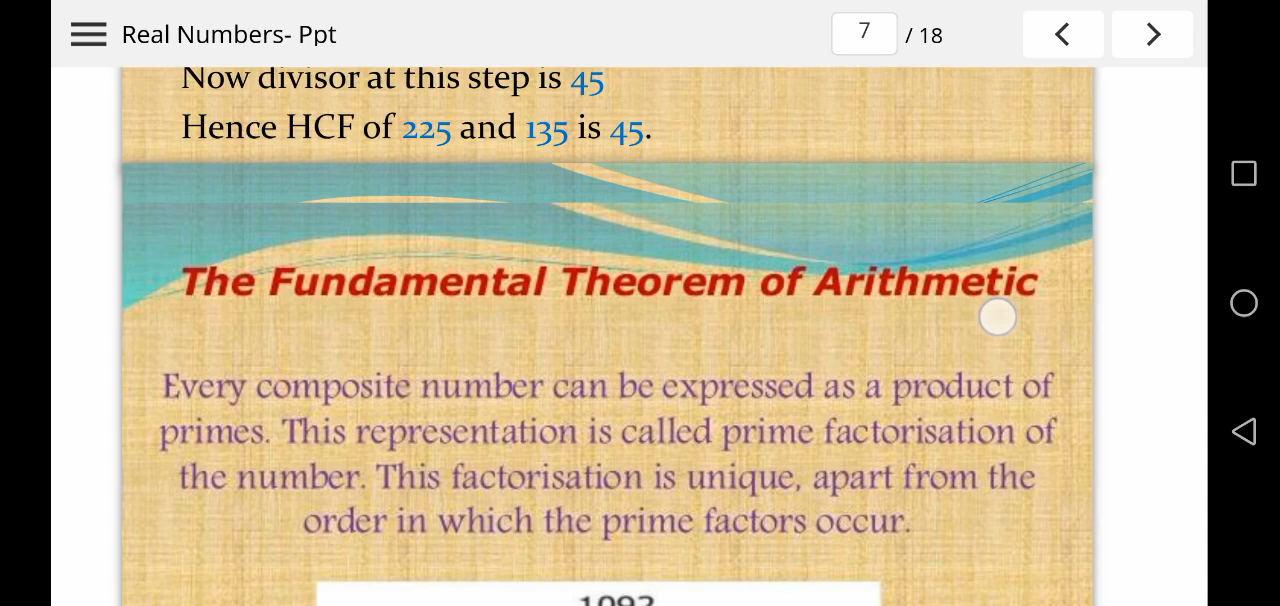 Real Numbers- Ppt
7 / 18
Now divisor at this step is 45
Hence HCF of 225 and 135 is 45.
The Fundamental Theorem of Arithmetic
Every composite number can be expressed as a product of
primes. This representation is called prime factorisation of
the number. This factorisation is unique, apart from the
order in which the prime factors occur.